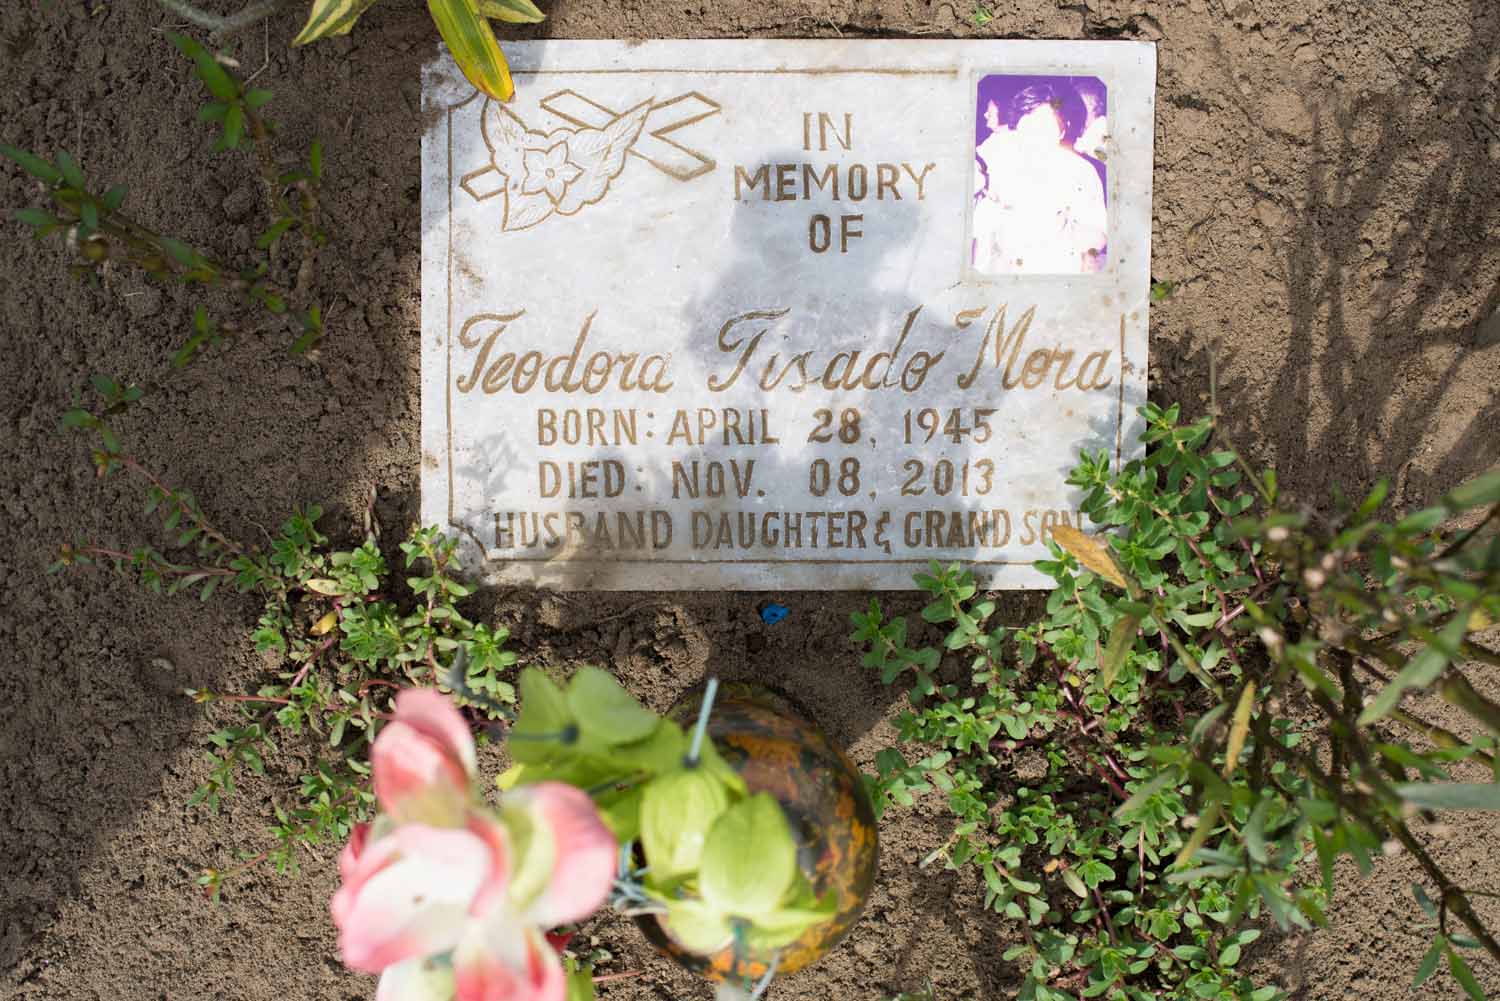 IN
MEMORY
OF
Teodora Tisado Mora
BORN: APRIL 28, 1945
DIED: NOV. 08, 2013
HUSBAND DAUGHTER & GRAND SON